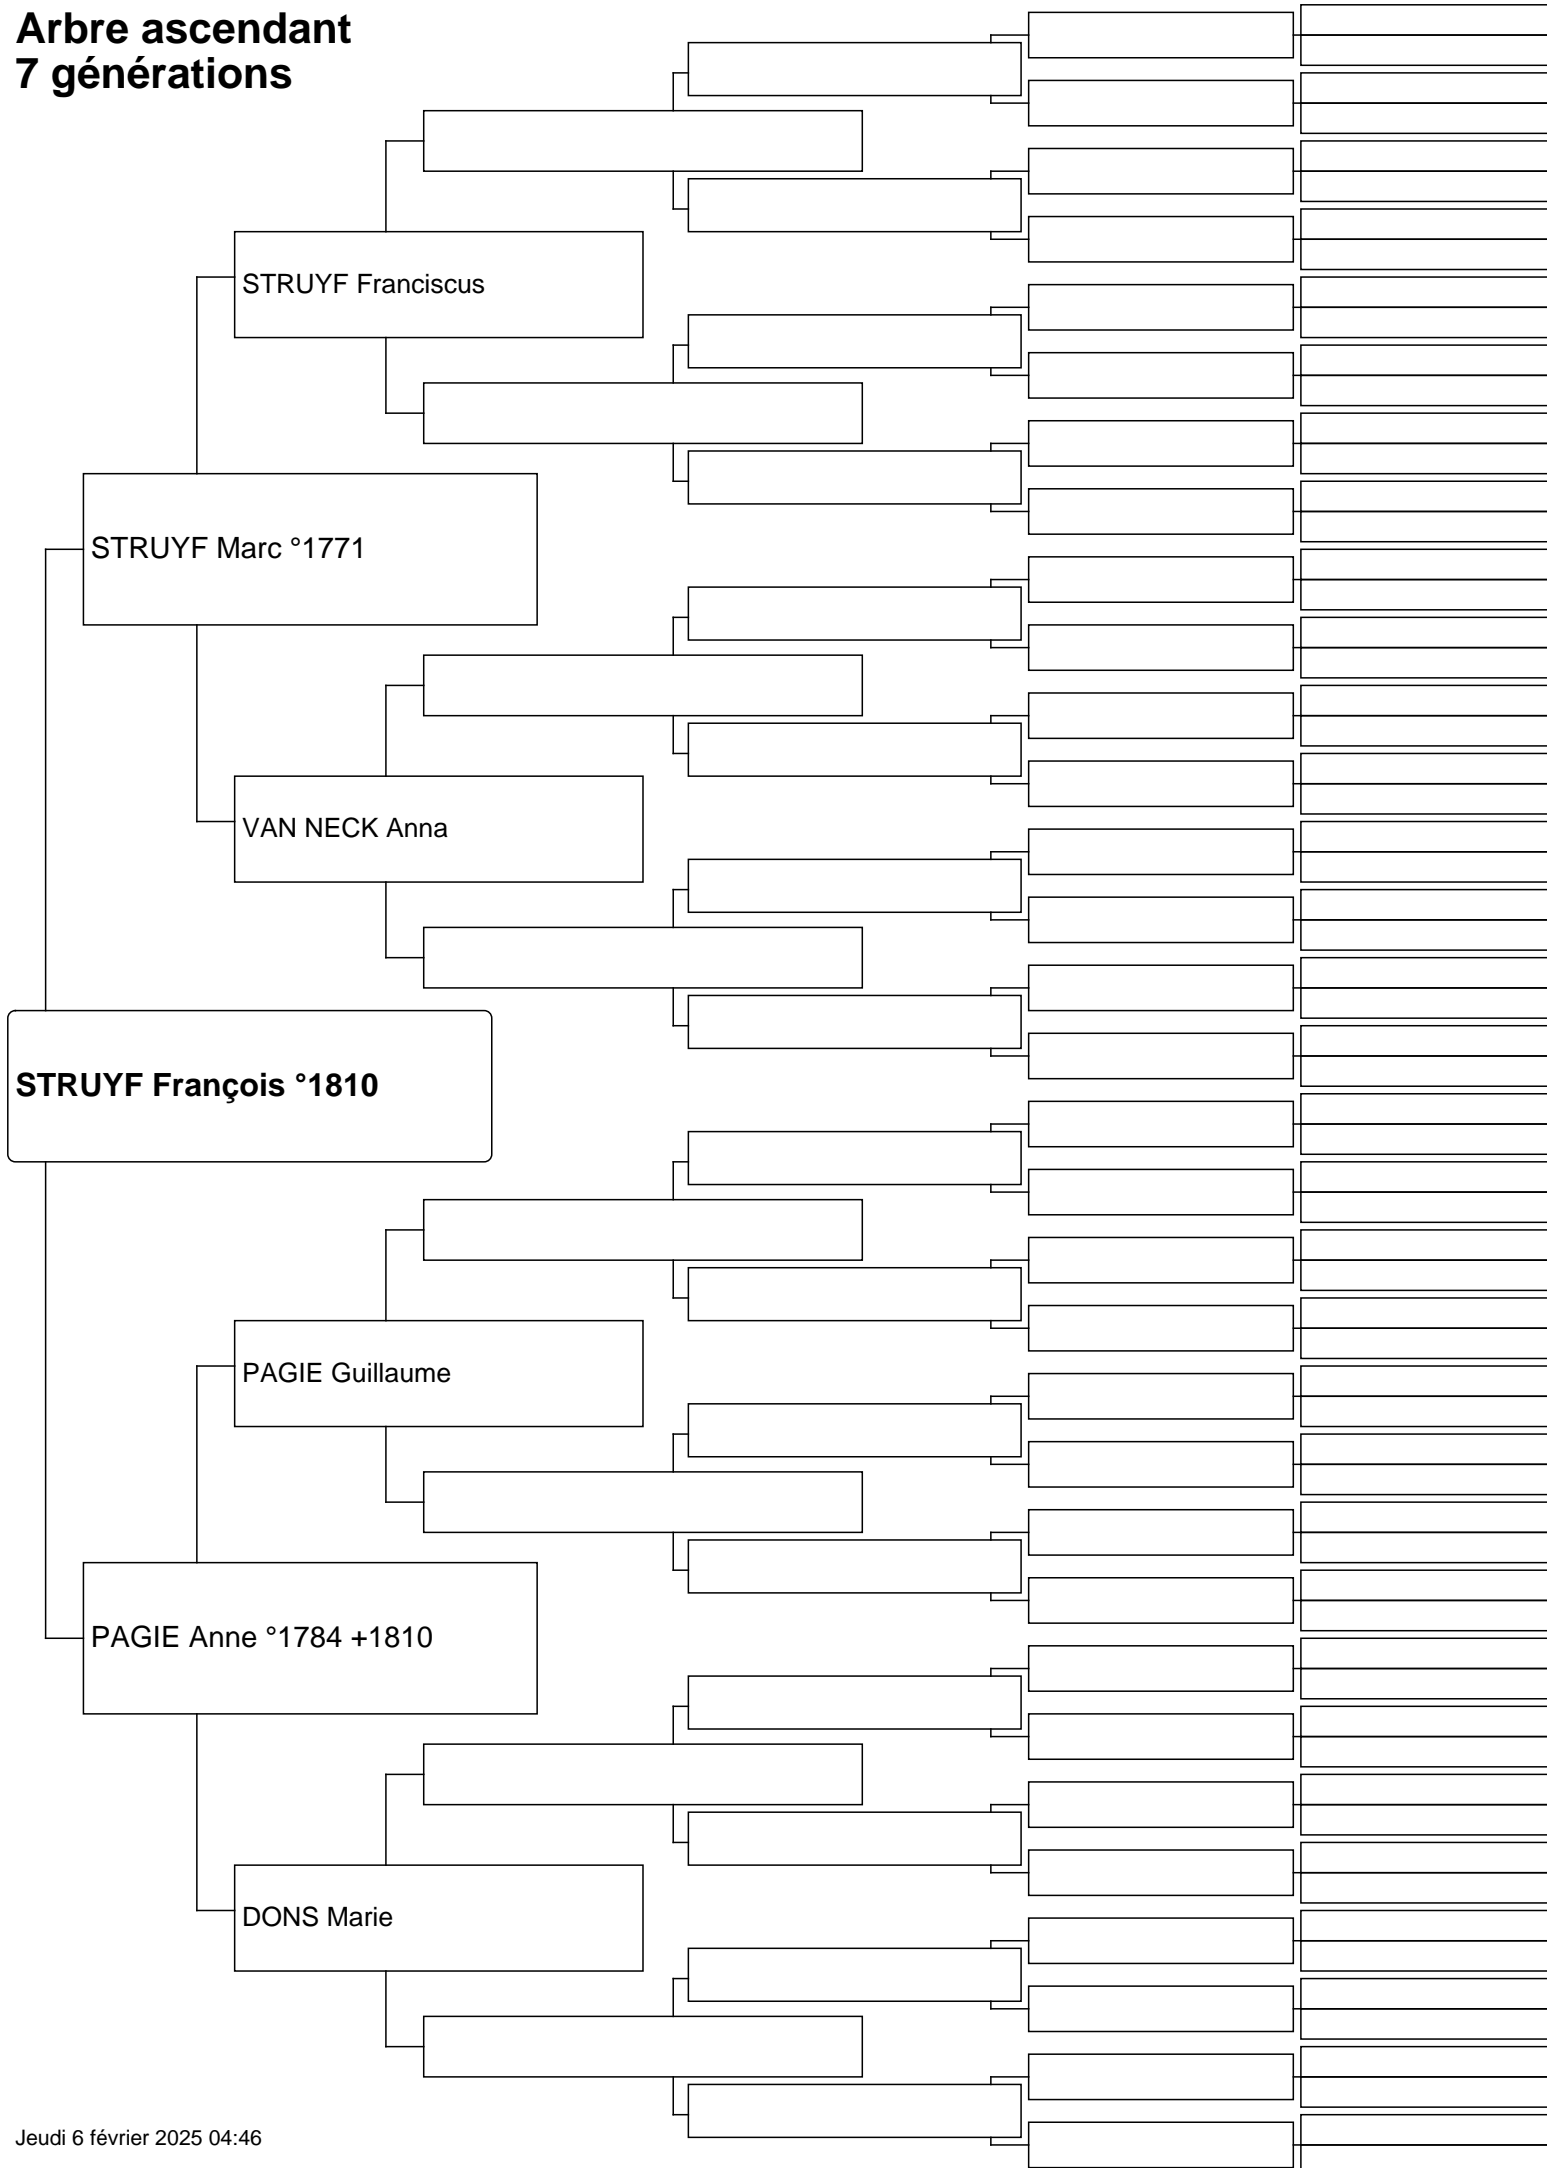 Arbre ascendant
7 générations
STRUYF Franciscus
STRUYF Marc °1771
VAN NECK Anna
STRUYF François °1810
PAGIE Guillaume
PAGIE Anne °1784 +1810
DONS Marie
Jeudi 6 février 2025 04:46